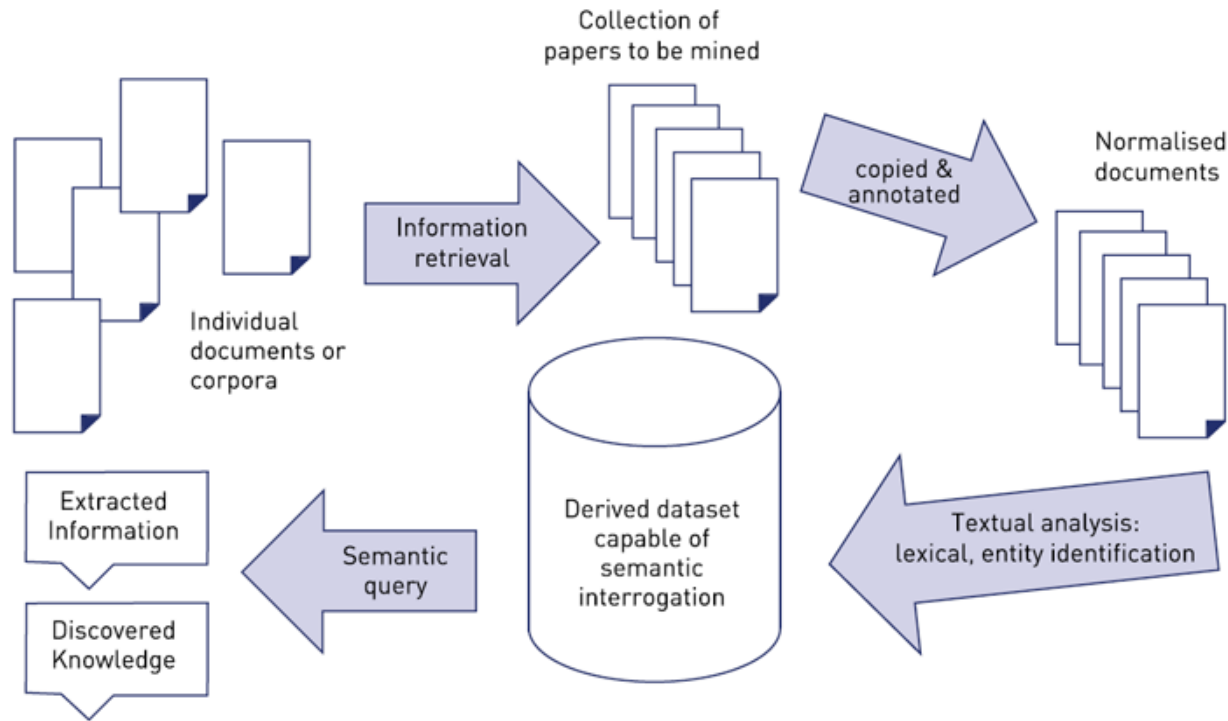 Collection of
papers to be mined
Individual
documents or
corpora
Information
retrieval
copied &
annotated
Normalised
documents
Textual analysis:
lexical, entity identification
Derived dataset
capable of
semantic
interrogation
Semantic
query
Extracted
Information
Discovered
Knowledge